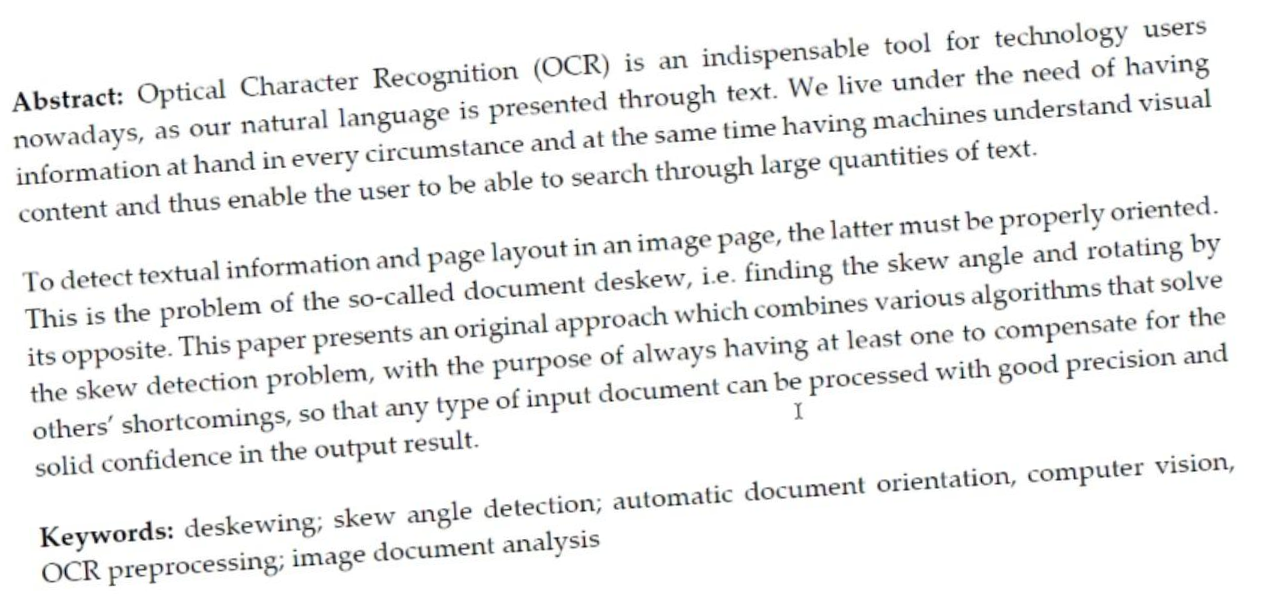 Abstract: Optical Character Recognition (OCR) is an indispensable tool for technology users
nowadays, as our natural language is presented through text. We live under the need of having
information at hand in every circumstance and at the same time having machines understand visual
content and thus enable the user to be able to search through large quantities of text.
To detect textual information and page layout in an image page, the latter must be properly oriented.
This is the problem of the so-called document deskew, i.e. finding the skew angle and rotating by
its opposite. This paper presents an original approach which combines various algorithms that solve
the skew detection problem, with the purpose of always having at least one to compensate for the
others’ shortcomings, so that any type of input document can be processed with good precision and
solid confidence in the output result.
Keywords: deskewing; skew angle detection; automatic document orientation, computer vision,
OCR preprocessing; image document analysis